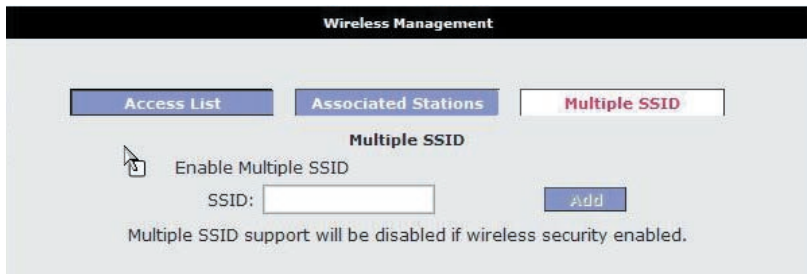 Wireless Management
Access List Associated Stations Multiple SSID
Multiple SSID
Enable Multiple SSID
SSID: Add
Multiple SSID support will be disabled if wireless security enabled.